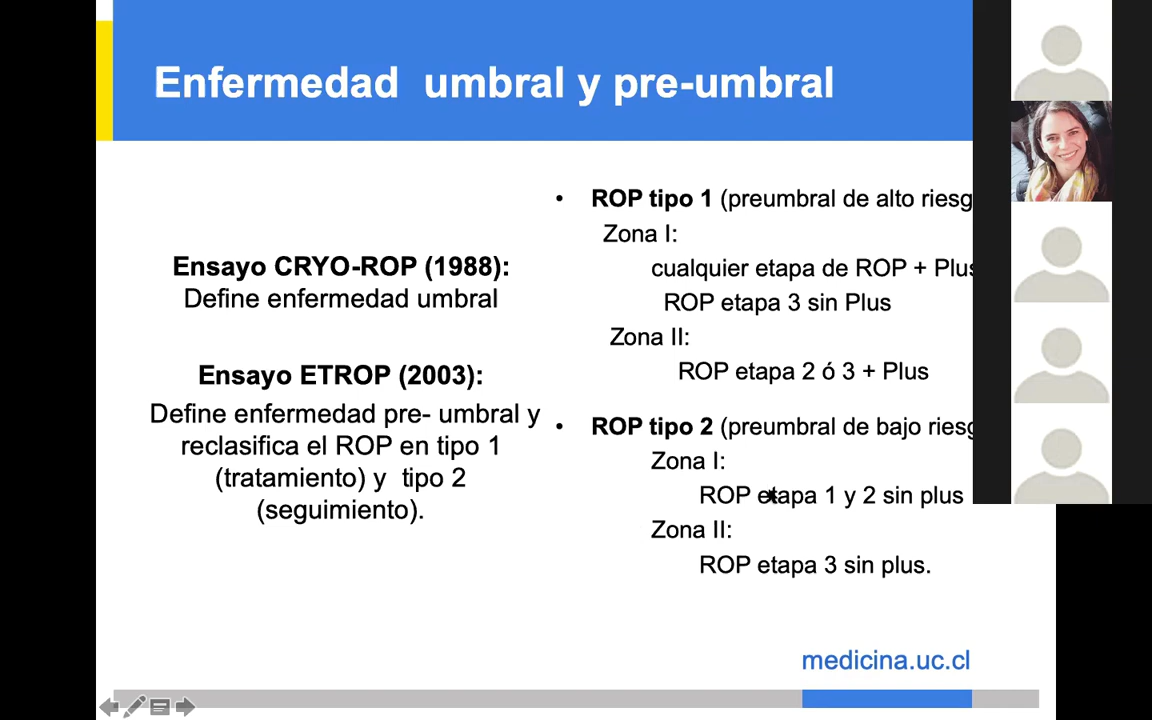 Enfermedad umbral y pre-umbral
Ensayo CRYO-ROP (1988):
Define enfermedad umbral
Ensayo ETROP (2003):
Define enfermedad pre- umbral y
reclasifica el ROP en tipo 1
(tratamiento) y tipo 2
(seguimiento).
• ROP tipo 1 (preumbral de alto riesg
Zona I:
cualquier etapa de ROP + Plus
ROP etapa 3 sin Plus
Zona II:
ROP etapa 2 ó 3 + Plus
• ROP tipo 2 (preumbral de bajo riesg
Zona I:
ROP etapa 1 y 2 sin plus
Zona II:
ROP etapa 3 sin plus.
medicina.uc.cl